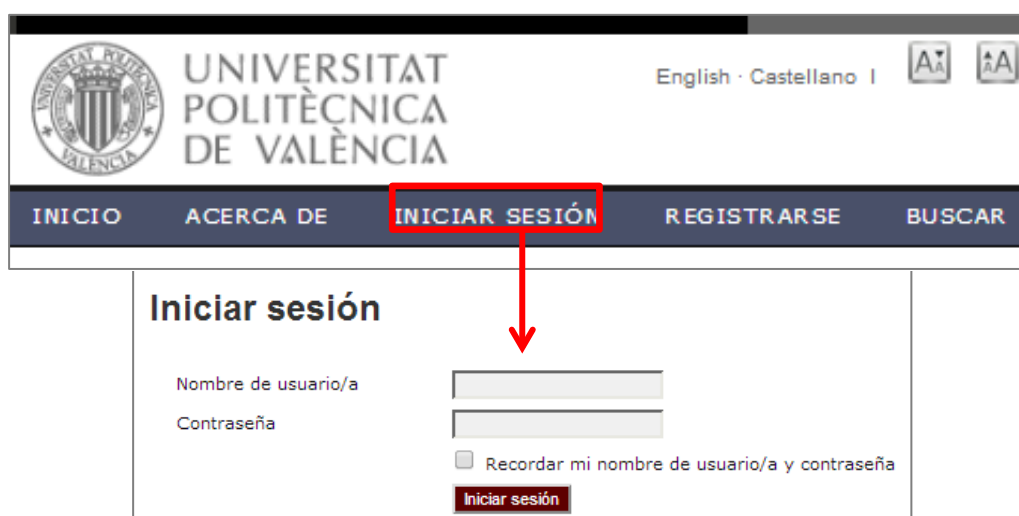 UNIVERSITAT
POLITÈCNICA
DE VALÈNCIA
English · Castellano |
INICIO ACERCA DE INICIAR SESIÓN REGISTRARSE BUSCAR
Iniciar sesión
Nombre de usuario/a
Contraseña
Recordar mi nombre de usuario/a y contraseña
Iniciar sesión